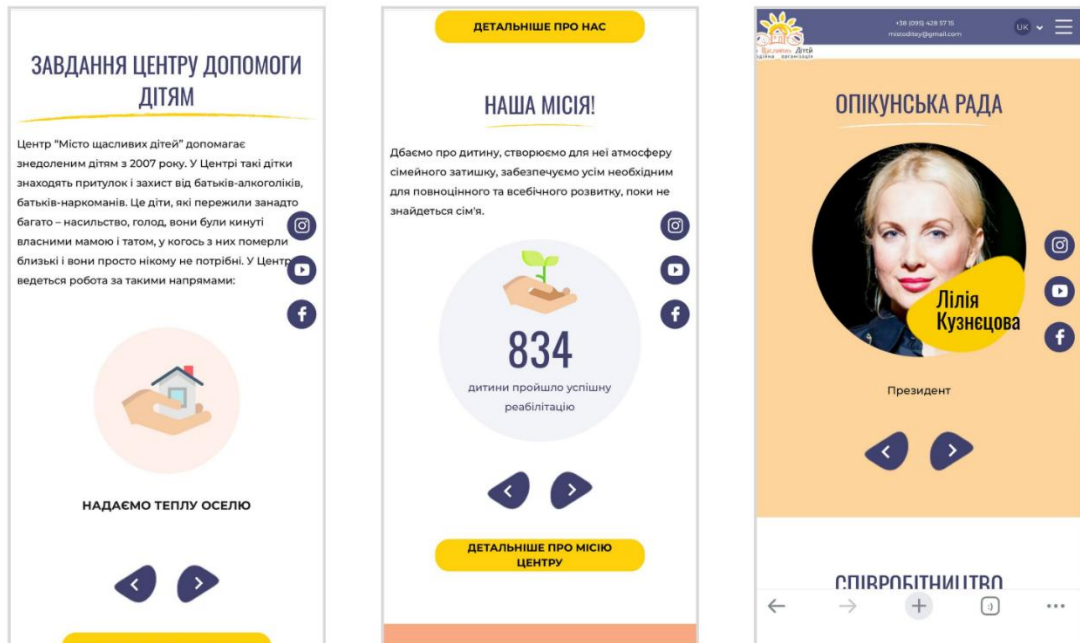 ЗАВДАННЯ ЦЕНТРУ ДОПОМОГИ
ДІТЯМ
Центр “Місто щасливих дітей” допомагає
знедоленим дітям з 2007 року. У Центрі такі дітки
знаходять притулок і захист від батьків-алкоголіків,
батьків-наркоманів. Це діти, які пережили занадто
багато – насильство, голод, вони були кинуті
власними мамою і татом, у когось з них померли
близькі і вони просто нікому не потрібні. У Центрі
ведеться робота за такими напрямами:
НАДАЄМО ТЕПЛУ ОСЕЛЮ
ДЕТАЛЬНІШЕ ПРО НАС
НАША МІСІЯ!
Дбаємо про дитину, створюємо для неї атмосферу
сімейного затишку, забезпечуємо усім необхідним
для повноцінного та всебічного розвитку, поки не
знайдеться сім'я.
834
дитини пройшло успішну
реабілітацію
ДЕТАЛЬНІШЕ ПРО МІСІЮ
ЦЕНТРУ
+38 (095) 428 57 15
mistoditey@gmail.com
UK
Щасливих Дітей
ОПІКУНСЬКА РАДА
Лілія
Кузнєцова
Президент
СПІВРОБІТНИЦТВО
:)